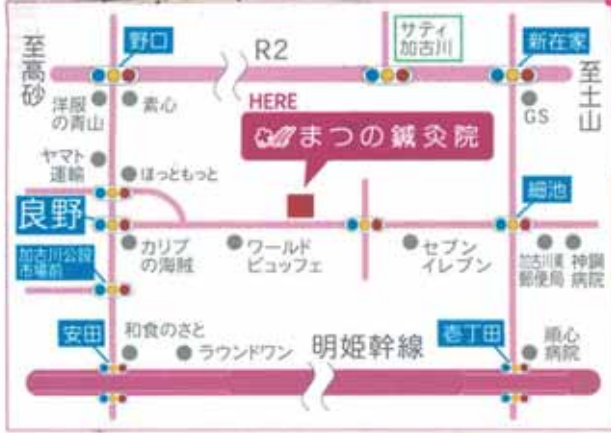 サティ
加古川
野口
R2
新在家
至高砂
至土山
洋服
の青山
素心
HERE
GS
まつの鍼灸院
ヤマト
運輸
ほっともっと
良野
細池
加古川公設
市場前
カリブ
の海賊
ワールド
ビュッフェ
セブン
イレブン
郵便局
神鋼
病院
安田
和食のさと
ラウンドワン
明姫幹線
壱丁田
順心
病院